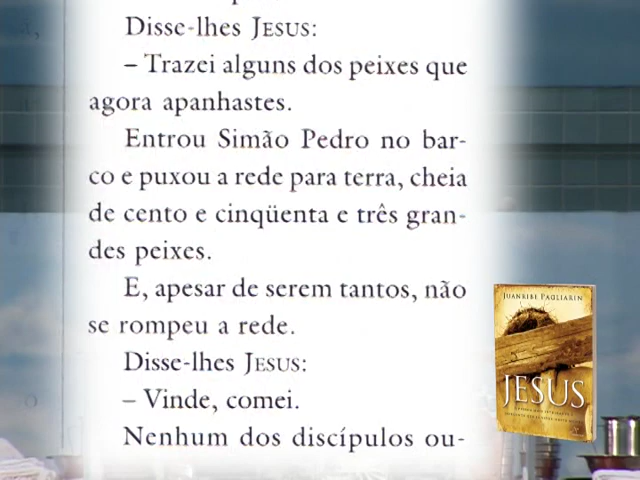 Disse-lhes JESUS:
– Trazei alguns dos peixes que
agora apanhastes.
Entrou Simão Pedro no bar-
co e puxou a rede para terra, cheia
de cento e cinqüenta e três gran-
des peixes.
E, apesar de serem tantos, não
se rompeu a rede.
Disse-lhes JESUS:
– Vinde, comei.
Nenhum dos discípulos ou-
JUANRIBE PAGLIARIN
JESUS